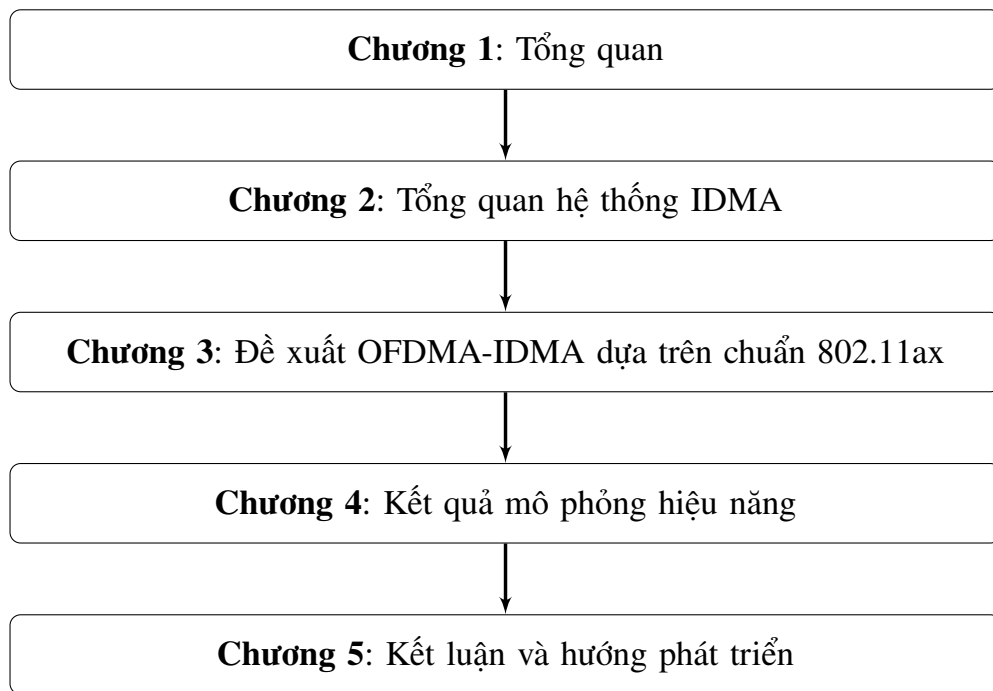 Chương 1: Tổng quan
Chương 2: Tổng quan hệ thống IDMA
Chương 3: Đề xuất OFDMA-IDMA dựa trên chuẩn 802.11ax
Chương 4: Kết quả mô phỏng hiệu năng
Chương 5: Kết luận và hướng phát triển